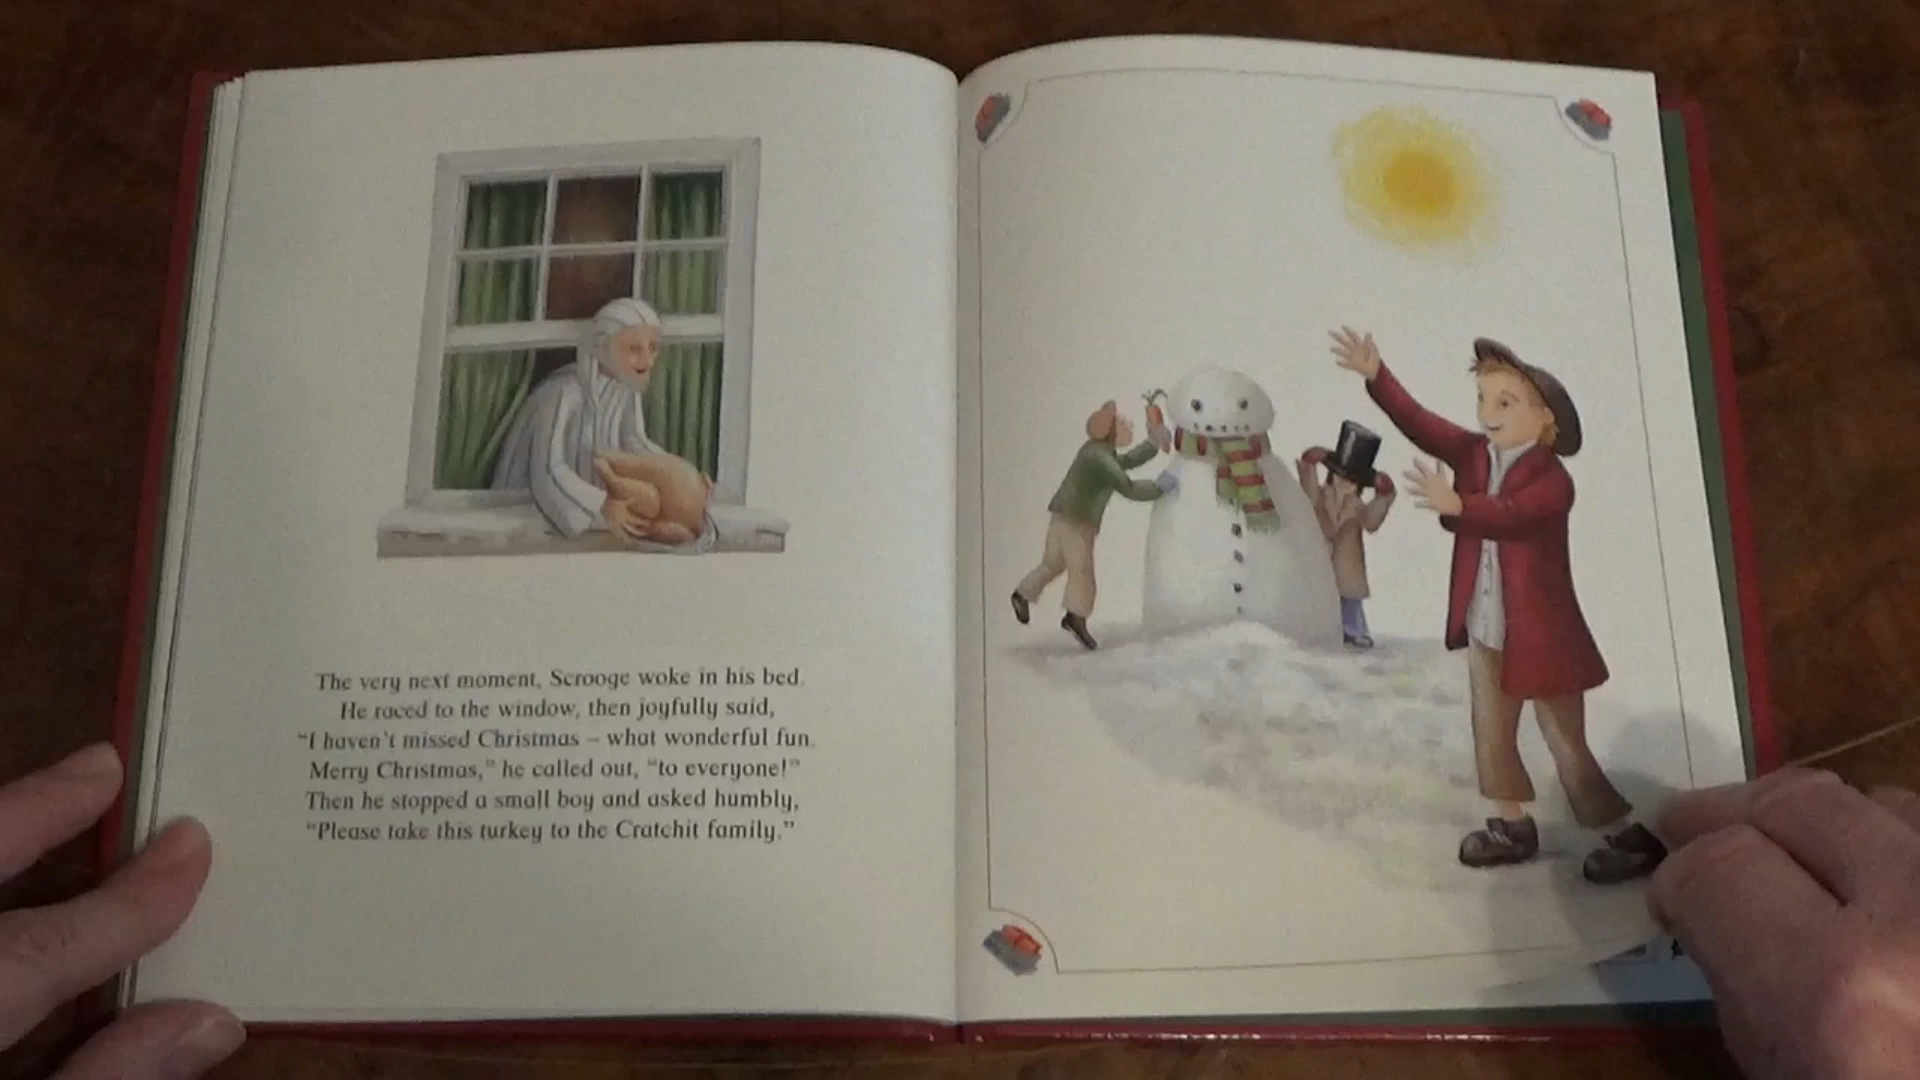 The very next moment, Scrooge woke in his bed.
He raced to the window, then joyfully said,
“I haven't missed Christmas – what wonderful fun.
Merry Christmas,” he called out, “to everyone!”
Then he stopped a small boy and asked humbly,
“Please take this turkey to the Cratchit family.”